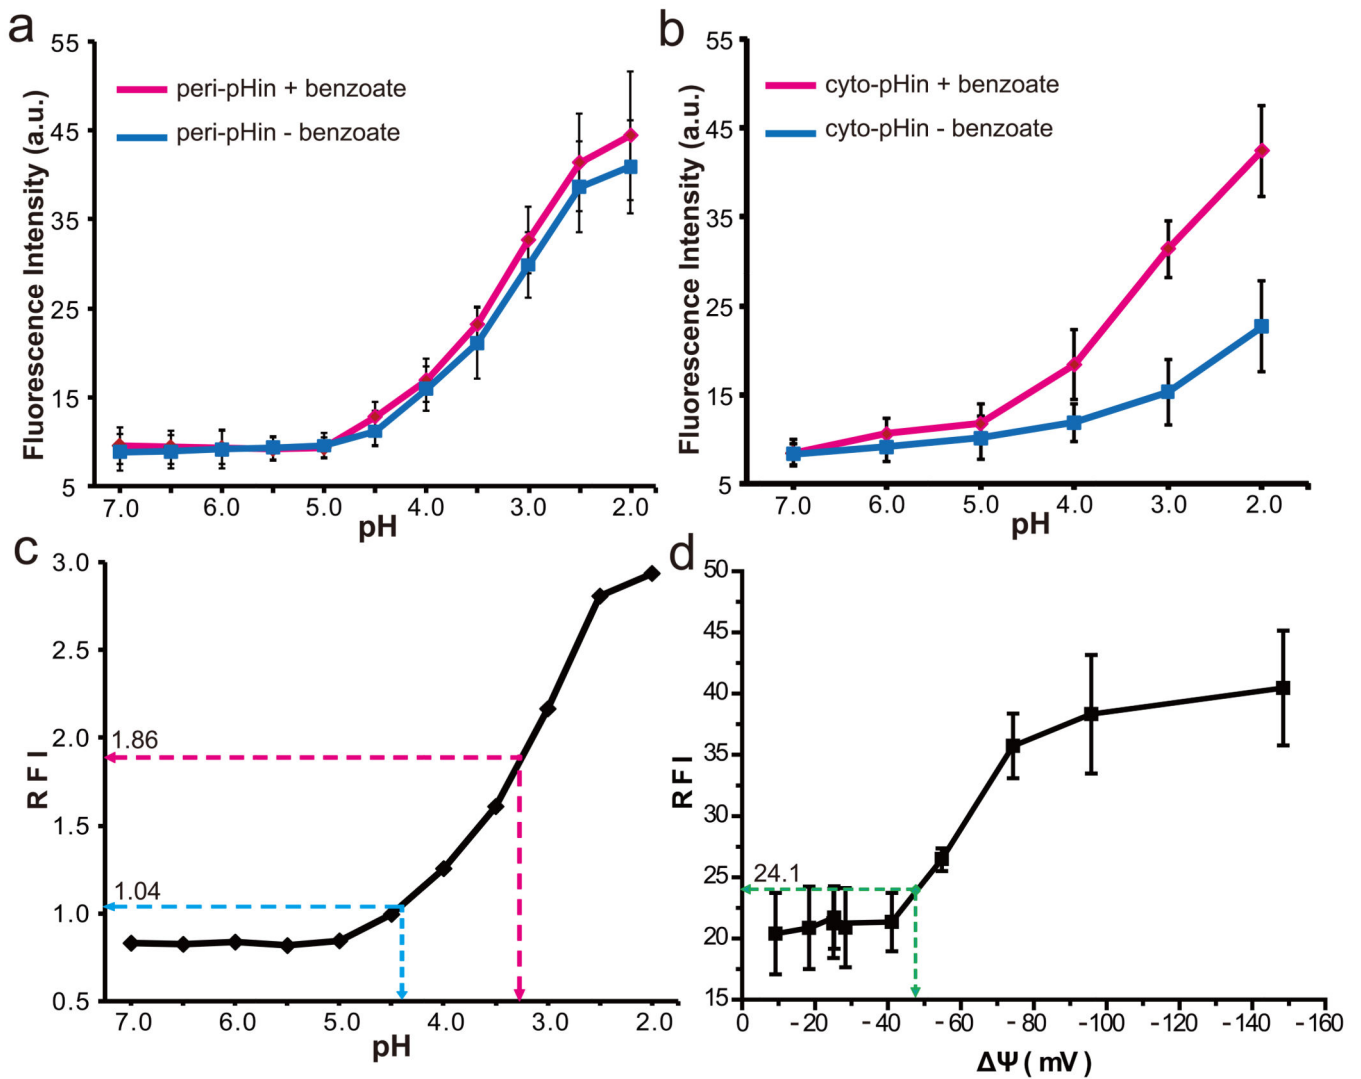 a
55
45
35
25
15
5
Fluorescence Intensity (a.u.)
peri-pHin + benzoate
peri-pHin - benzoate
7.0 6.0 5.0 4.0 3.0 2.0
pH
b
55
45
35
25
15
5
Fluorescence Intensity (a.u.)
cyto-pHin + benzoate
cyto-pHin - benzoate
7.0 6.0 5.0 4.0 3.0 2.0
pH
c
3.0
2.5
2.0
1.5
1.0
0.5
R F I
1.86
1.04
7.0 6.0 5.0 4.0 3.0 2.0
pH
d
50
45
40
35
30
25
20
15
R F I
24.1
0 -20 -40 -60 -80 -100 -120 -140 -160
ΔΨ ( mV )